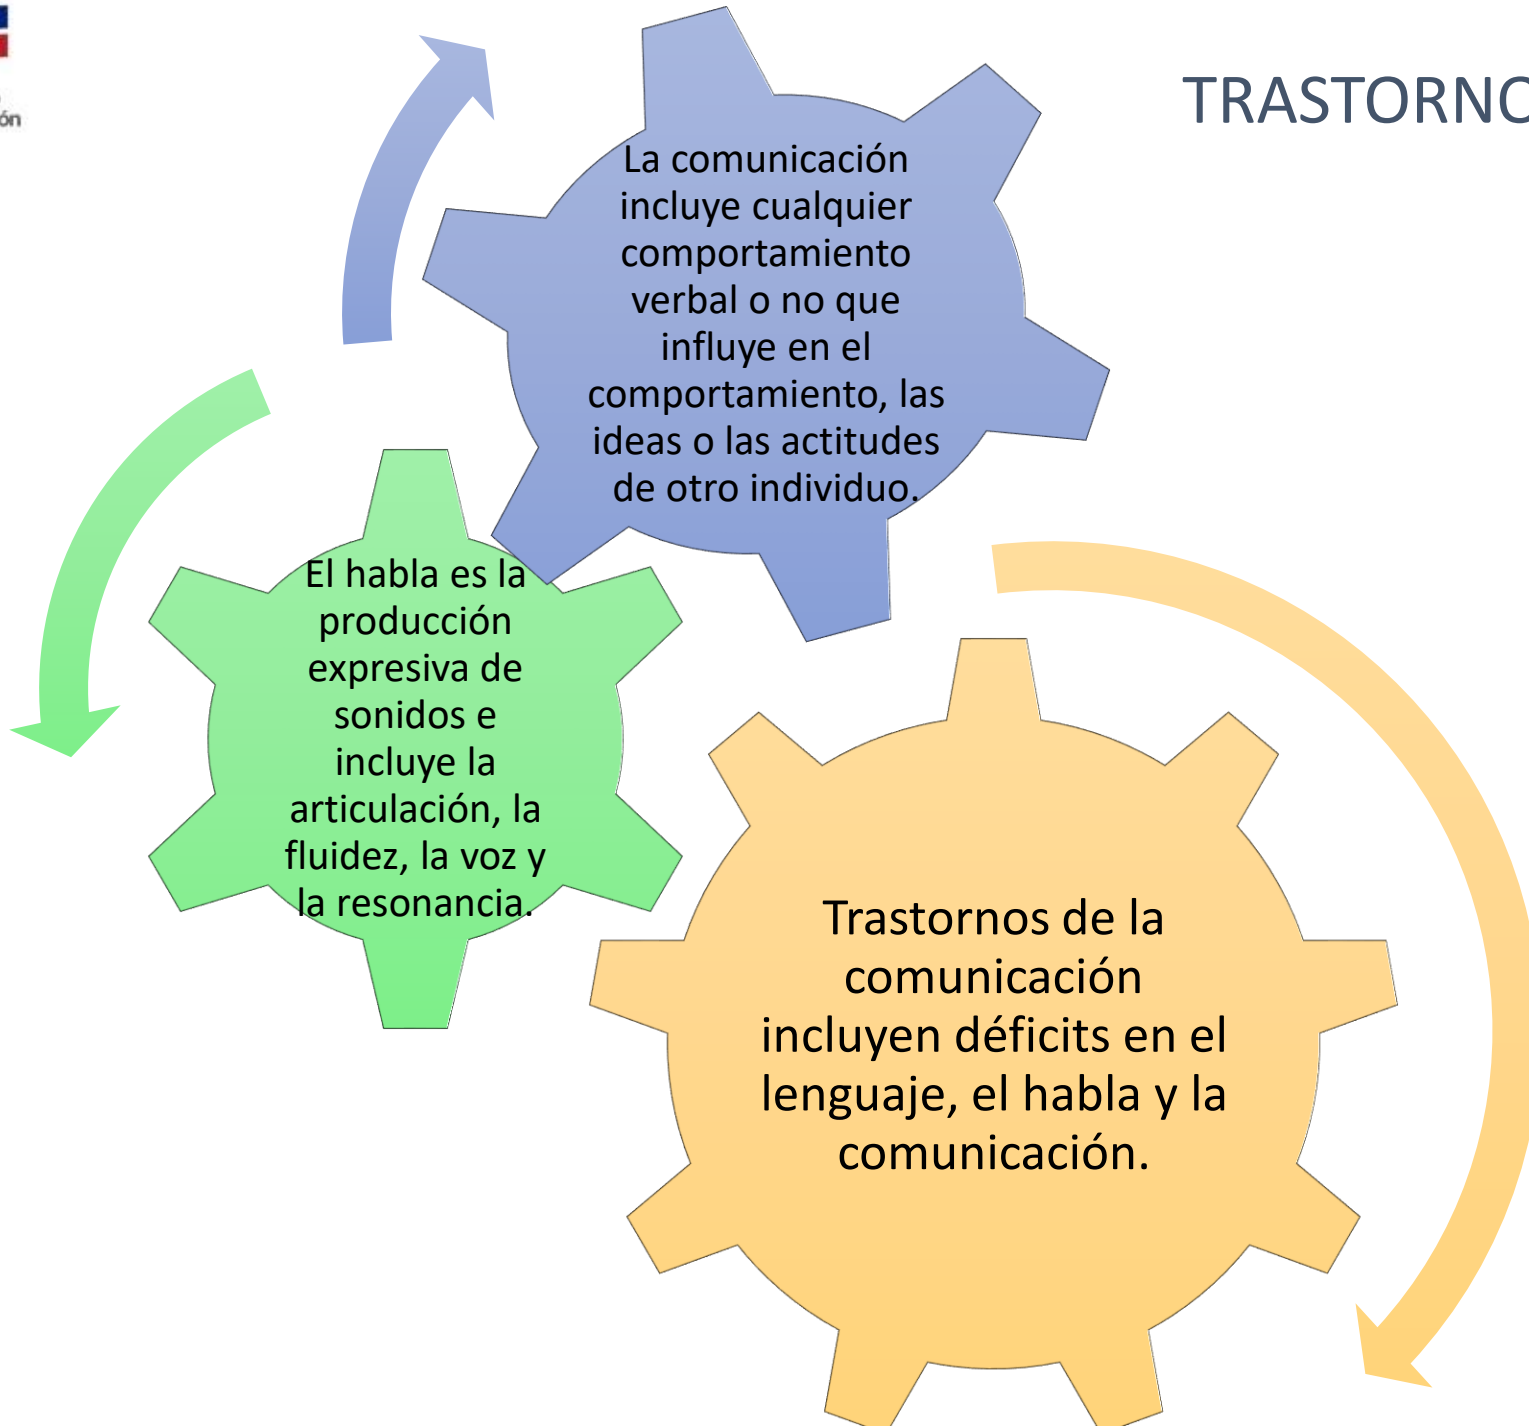 ón
TRASTORNO
La comunicación
incluye cualquier
comportamiento
verbal o no que
influye en el
comportamiento, las
ideas o las actitudes
de otro individuo.
El habla es la
producción
expresiva de
sonidos e
incluye la
articulación, la
fluidez, la voz y
la resonancia.
Trastornos de la
comunicación
incluyen déficits en el
lenguaje, el habla y la
comunicación.